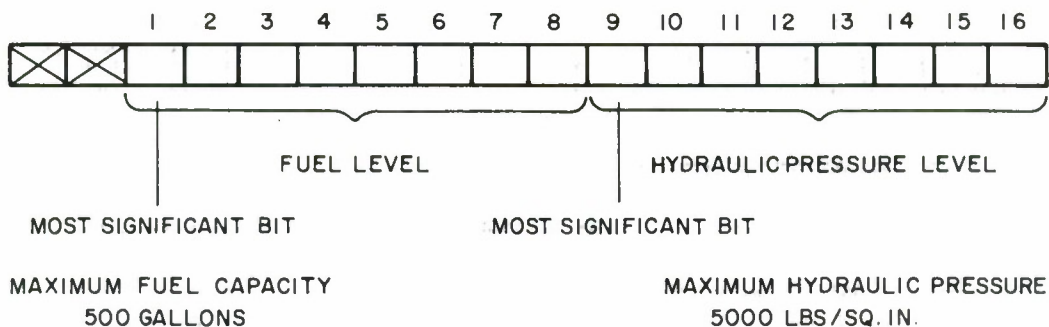 1 2 3 4 5 6 7 8 9 10 11 12 13 14 15 16
FUEL LEVEL
HYDRAULIC PRESSURE LEVEL
MOST SIGNIFICANT BIT
MOST SIGNIFICANT BIT
MAXIMUM FUEL CAPACITY
500 GALLONS
MAXIMUM HYDRAULIC PRESSURE
5000 LBS/SQ. IN.